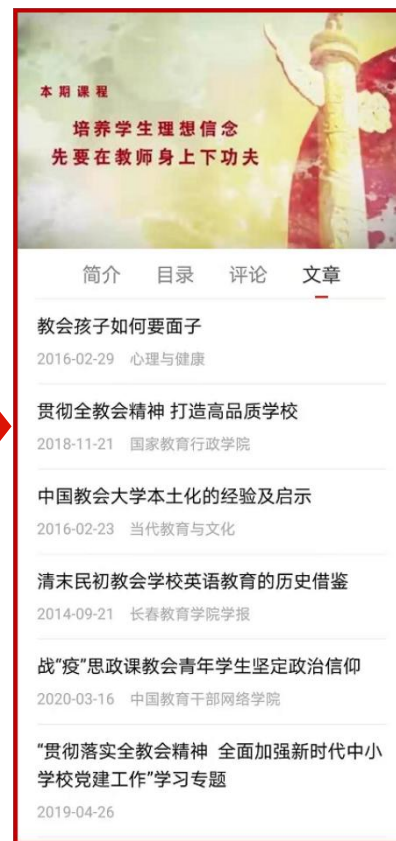 本期课程
培养学生理想信念
先要在教师身上下功夫
简介 目录 评论 文章
教会孩子如何要面子
2016-02-29 心理与健康
贯彻全教会精神 打造高品质学校
2018-11-21 国家教育行政学院
中国教会大学本土化的经验及启示
2016-02-23 当代教育与文化
清末民初教会学校英语教育的历史借鉴
2014-09-21 长春教育学院学报
战“疫”思政课教会青年学生坚定政治信仰
2020-03-16 中国教育干部网络学院
“贯彻落实全教会精神 全面加强新时代中小
学校党建工作”学习专题
2019-04-26